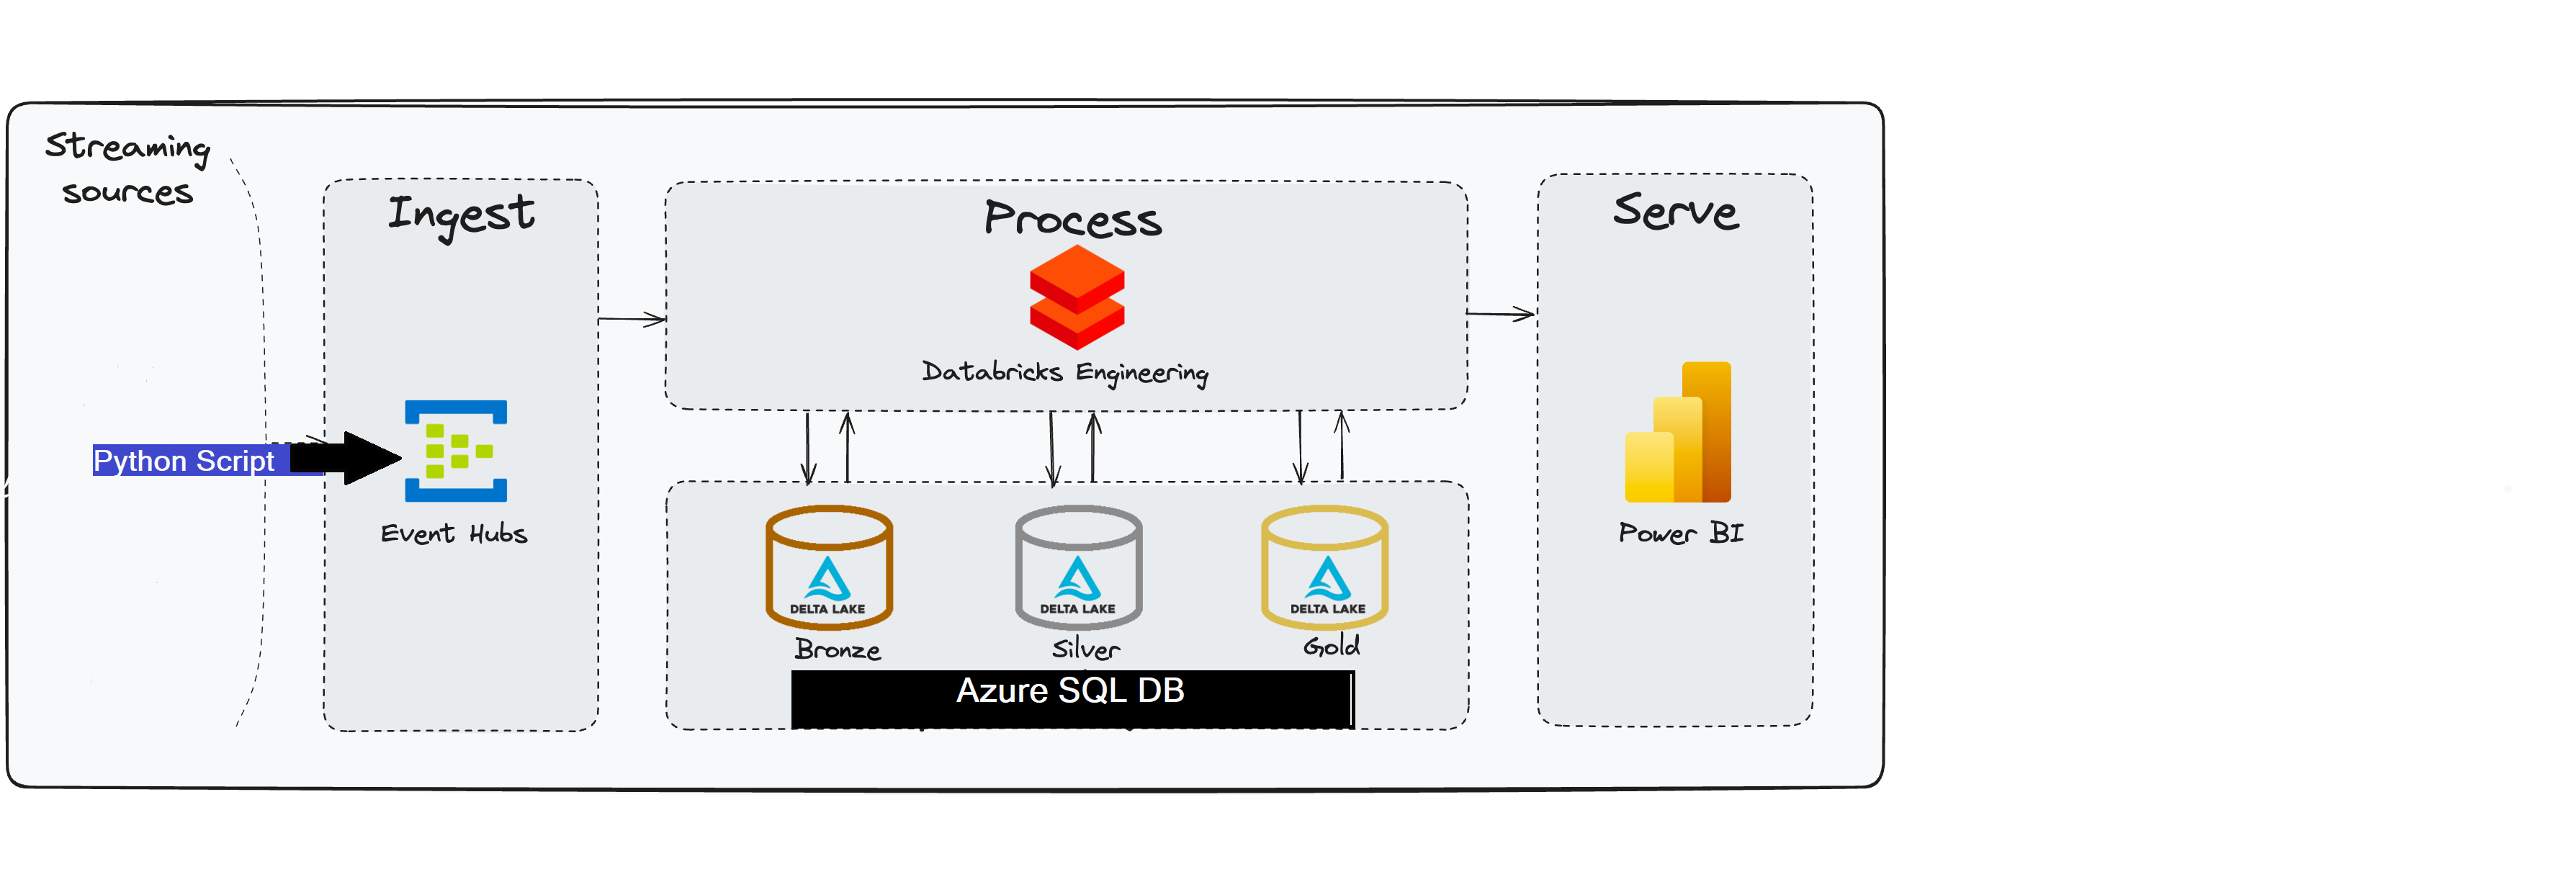 Streaming
sources
Ingest
Process
Serve
Databricks Engineering
Python Script
Event Hubs
Power BI
DELTA LAKE
DELTA LAKE
DELTA LAKE
Bronze
Silver
Gold
Azure SQL DB